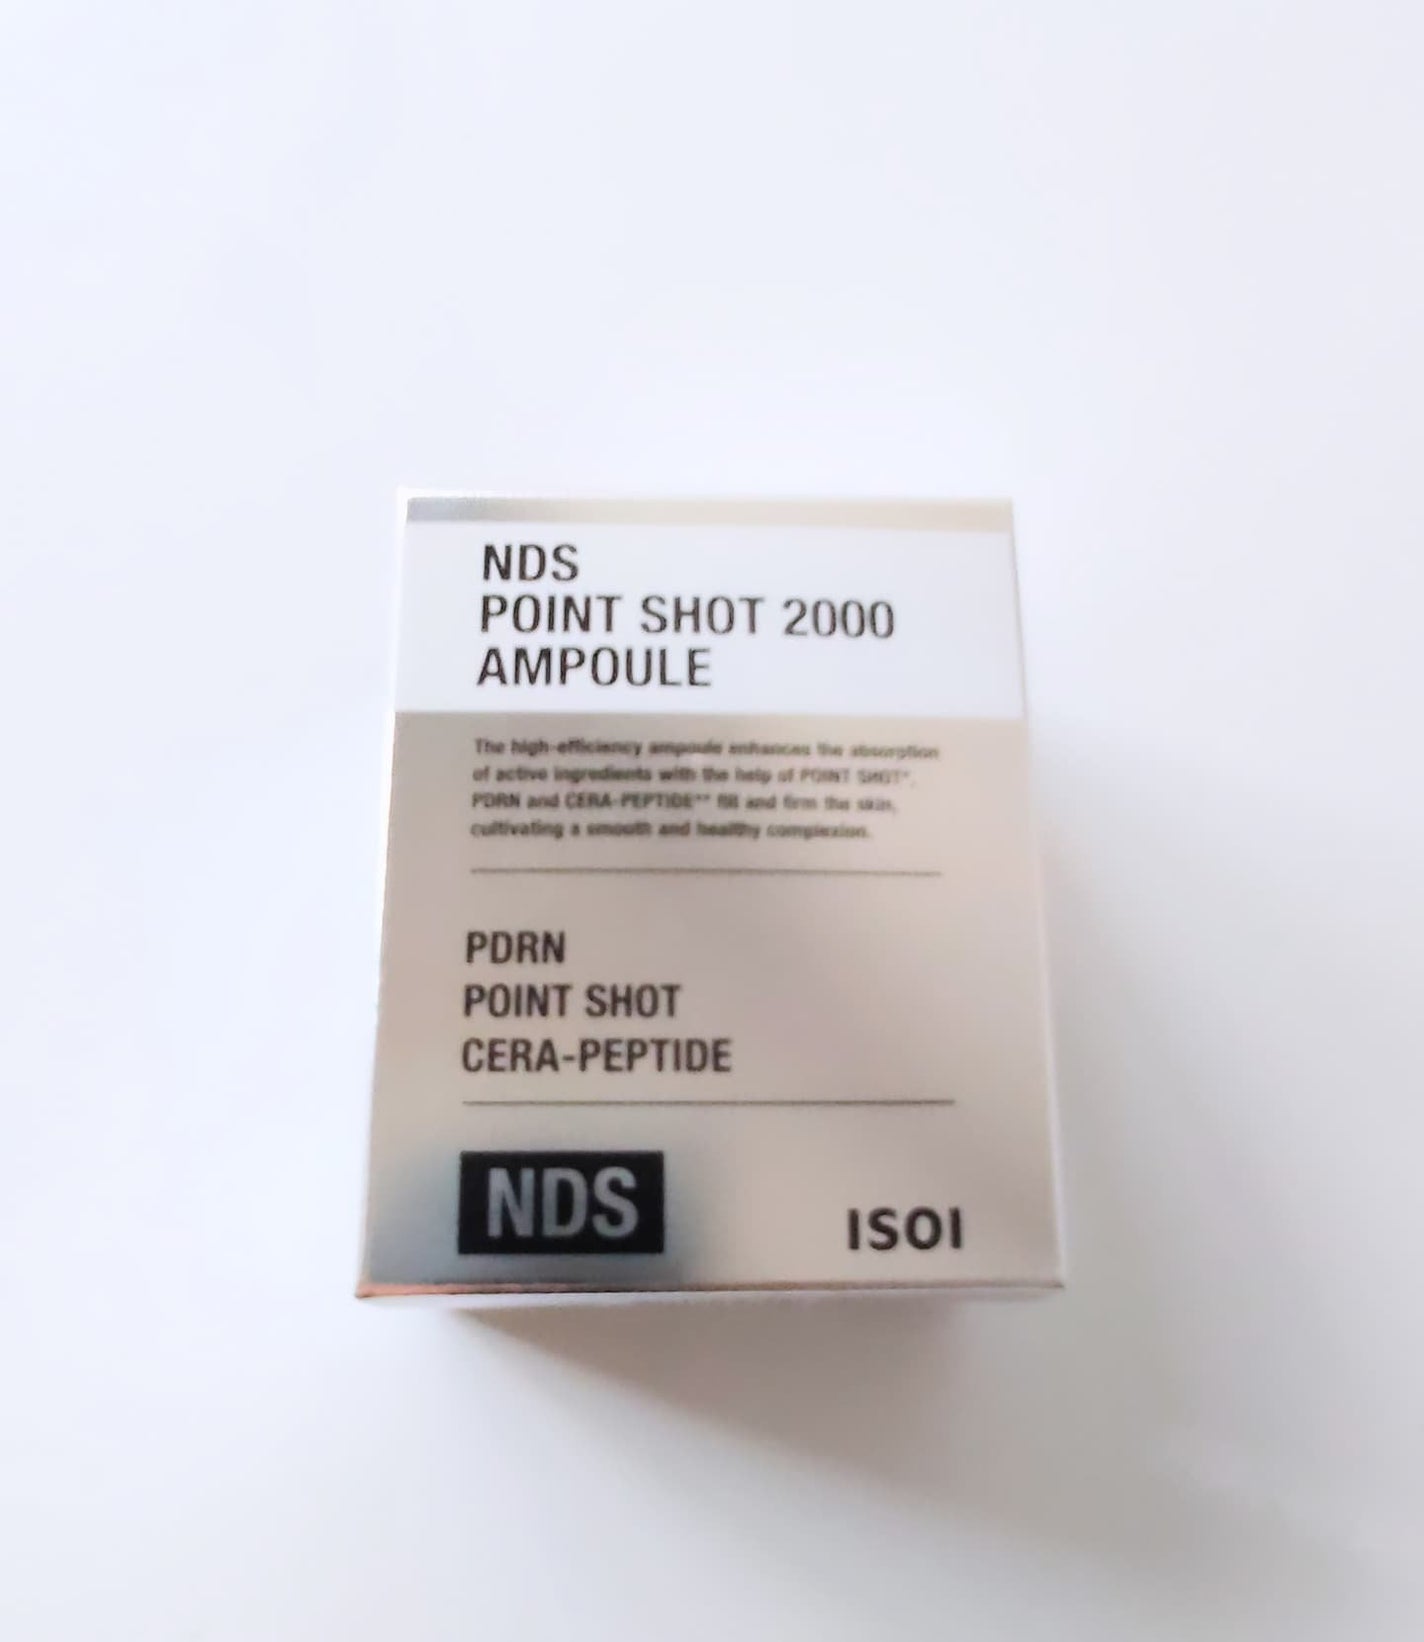 NDS
POINT SHOT 2000
AMPOULE
The high-efficiency ampoule enhances the absorption
of active ingredients with the help of POINT SHOT*.
PDRN and CERA-PEPTIDE** fill and firm the skin,
cultivating a smooth and healthy complexion.
PDRN
POINT SHOT
CERA-PEPTIDE
NDS
ISOI